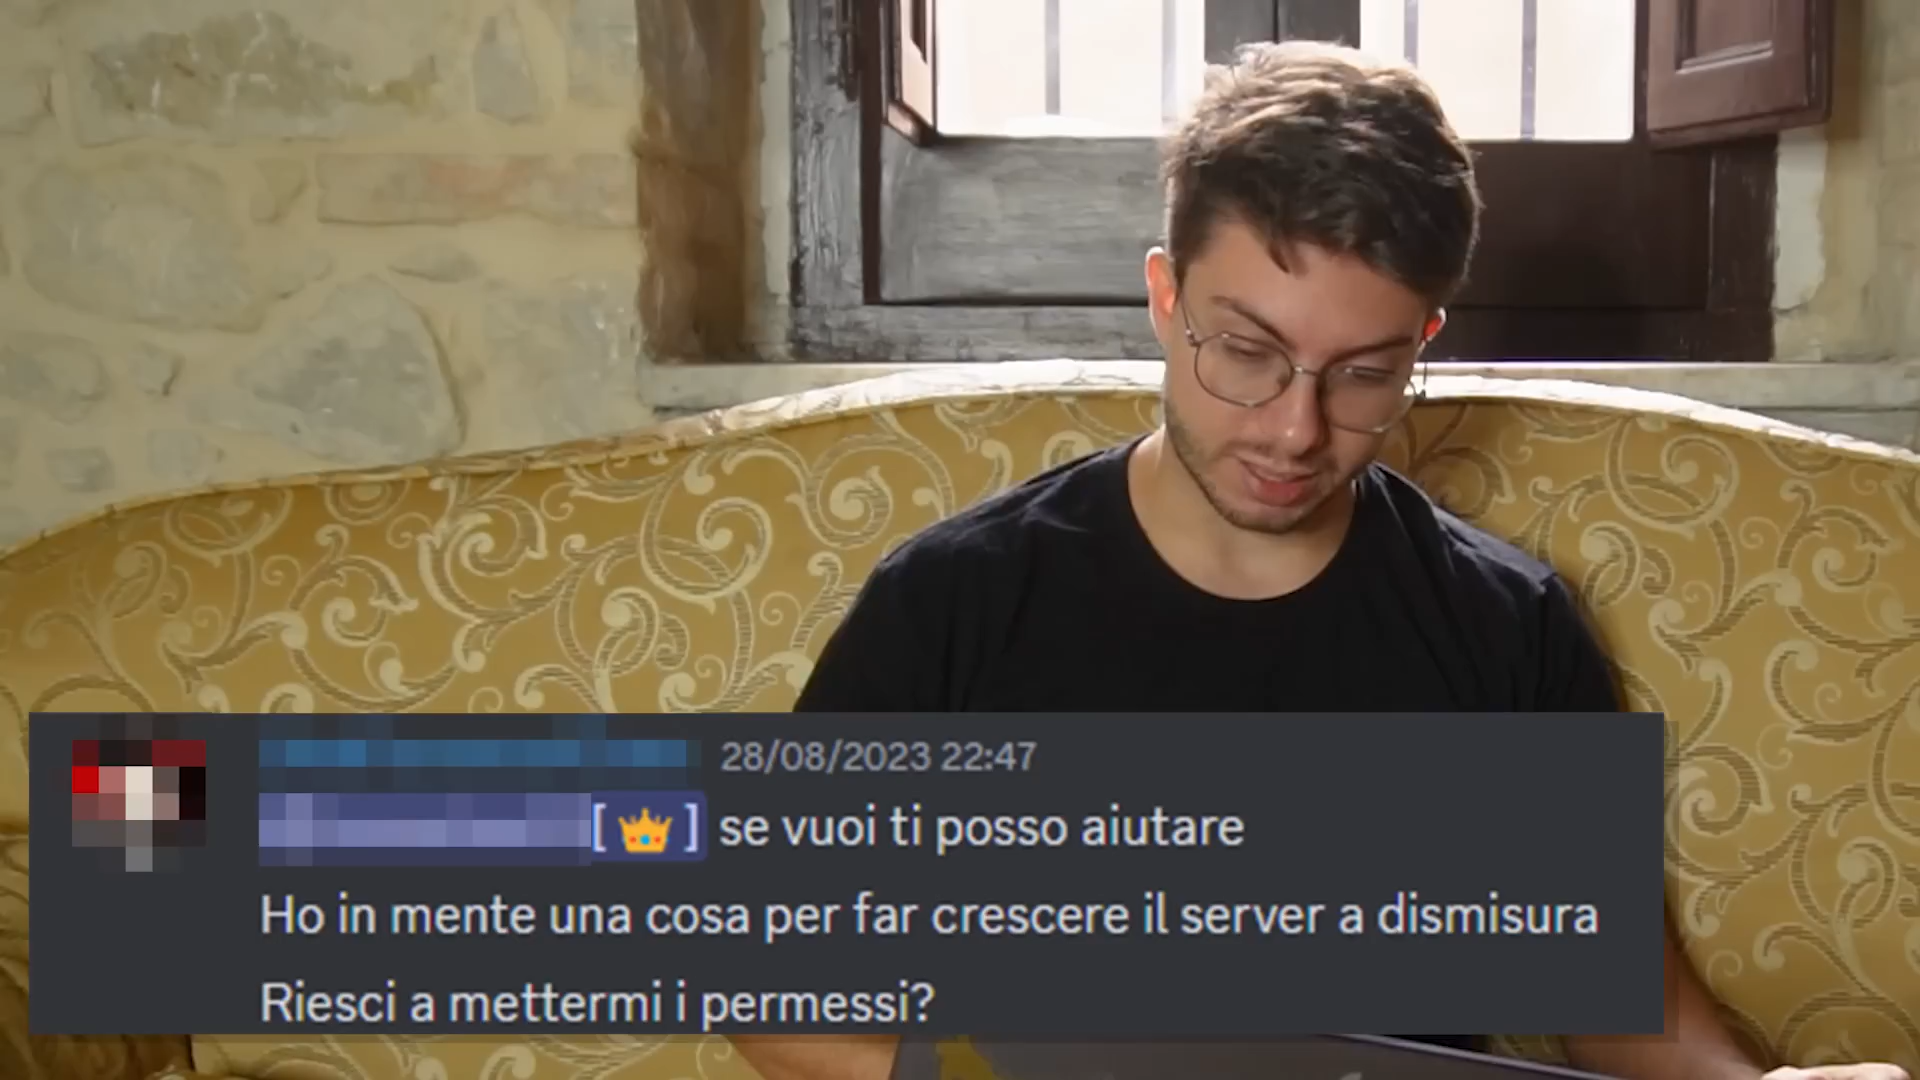 28/08/2023 22:47
[ 👑 ] se vuoi ti posso aiutare
Ho in mente una cosa per far crescere il server a dismisura
Riesci a mettermi i permessi?